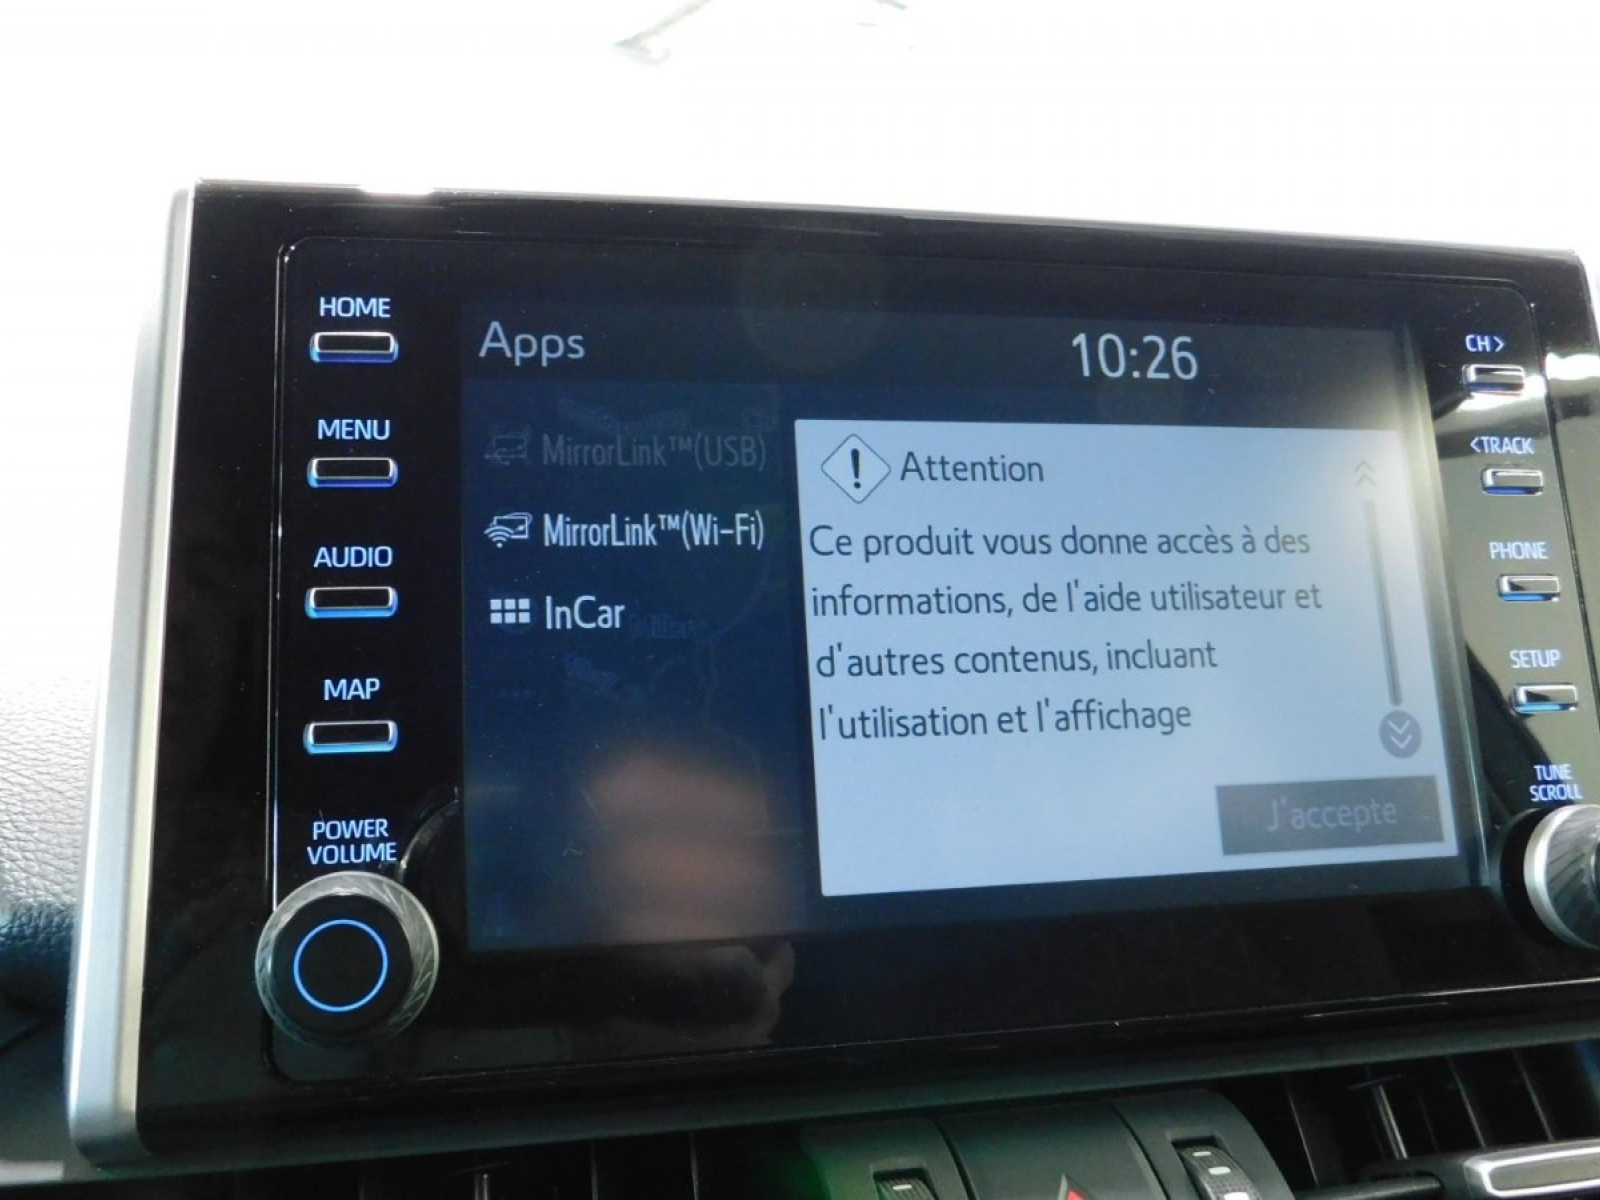 HOME
MENU
AUDIO
MAP
POWER
VOLUME
Apps
10:26
MirrorLink™(USB)
MirrorLink™(Wi-Fi)
InCar
! Attention
Ce produit vous donne accès à des
informations, de l'aide utilisateur et
d'autres contenus, incluant
l'utilisation et l'affichage
J'accepte
CH>
<TRACK
PHONE
SETUP
TUNE
SCROLL